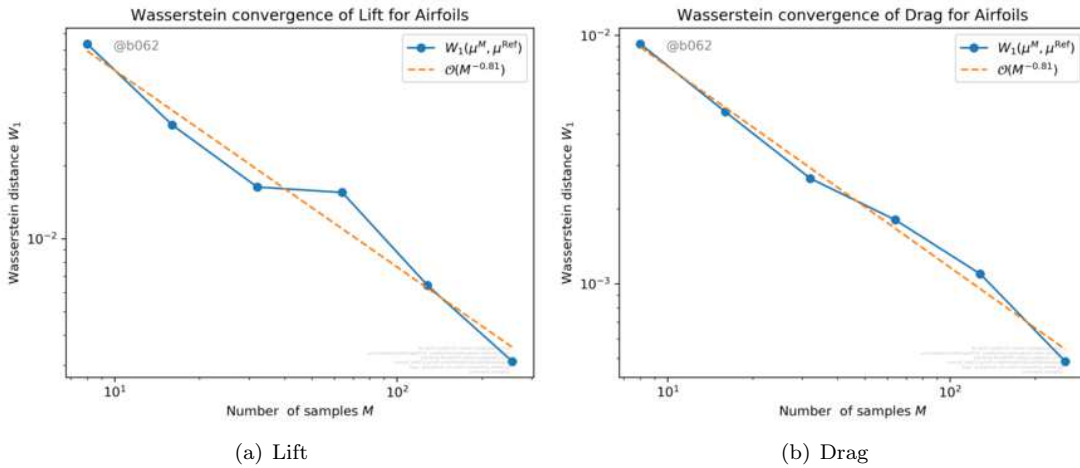 Wasserstein convergence of Lift for Airfoils
@b062
W₁(μᴹ, μᴿᵉᶠ)
𝒪(M⁻⁰·⁸¹)
Wasserstein distance W₁
10⁻²
10¹
10²
Number of samples M
(a) Lift
Wasserstein convergence of Drag for Airfoils
@b062
W₁(μᴹ, μᴿᵉᶠ)
𝒪(M⁻⁰·⁸¹)
Wasserstein distance W₁
10⁻²
10⁻³
10¹
10²
Number of samples M
(b) Drag